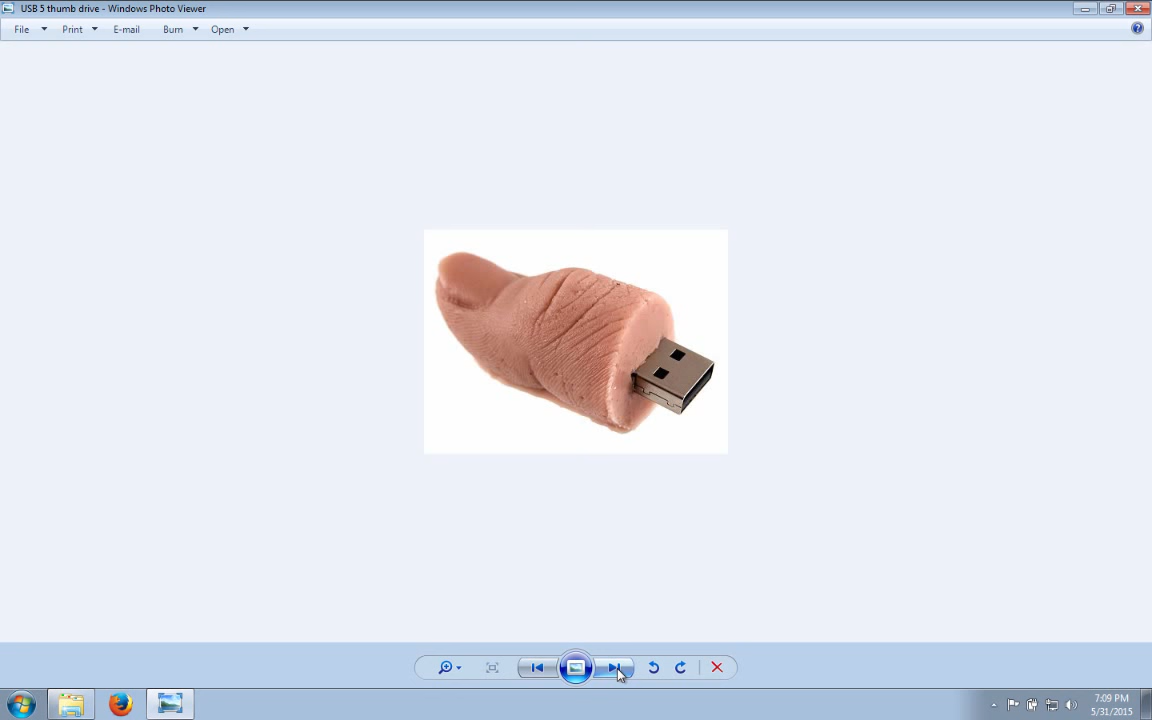 USB 5 thumb drive - Windows Photo Viewer
File Print E-mail Burn Open
7:09 PM
5/31/2015